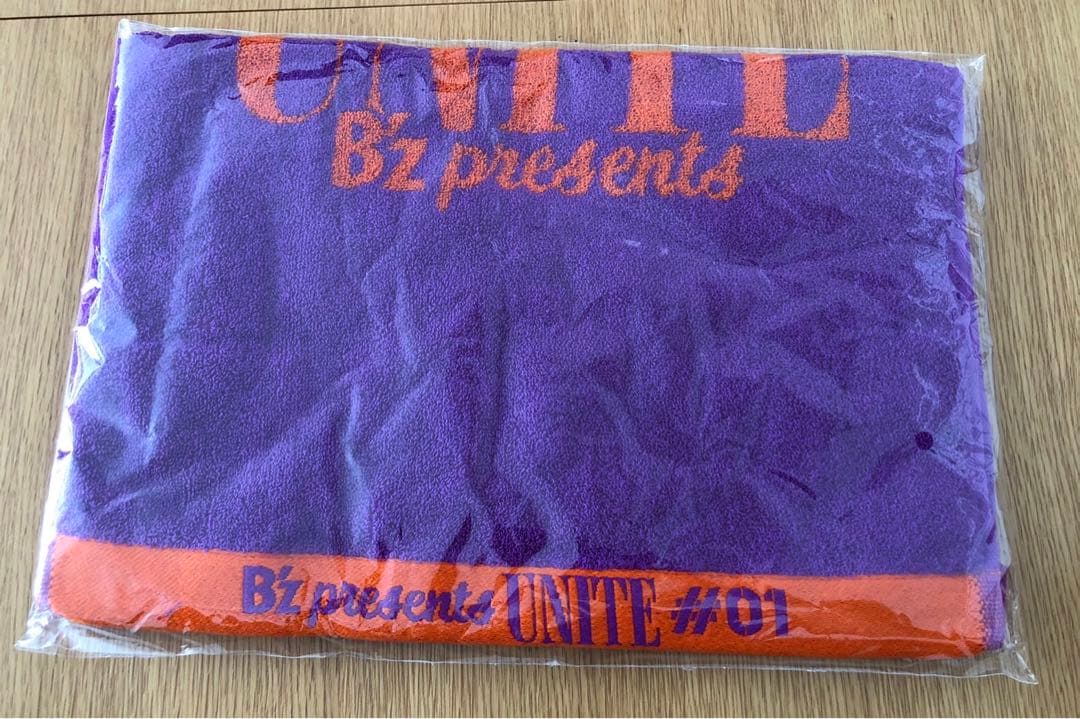 UNITE
B'z presents
B'z presents UNITE #01